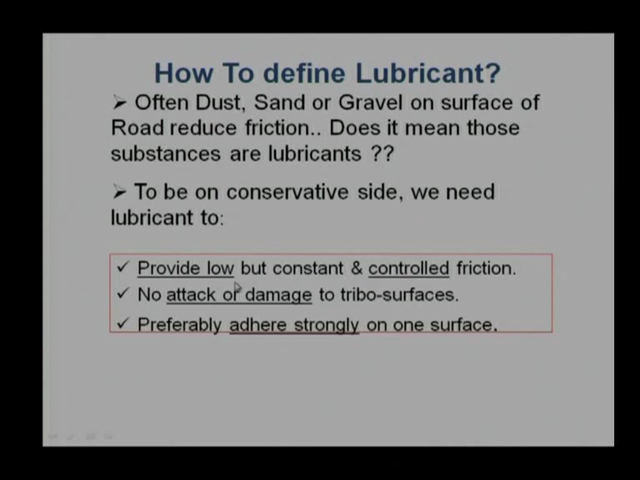 How To define Lubricant?
➢ Often Dust, Sand or Gravel on surface of
Road reduce friction.. Does it mean those
substances are lubricants ??
➢ To be on conservative side, we need
lubricant to:
✓ Provide low but constant & controlled friction.
✓ No attack or damage to tribo-surfaces.
✓ Preferably adhere strongly on one surface.